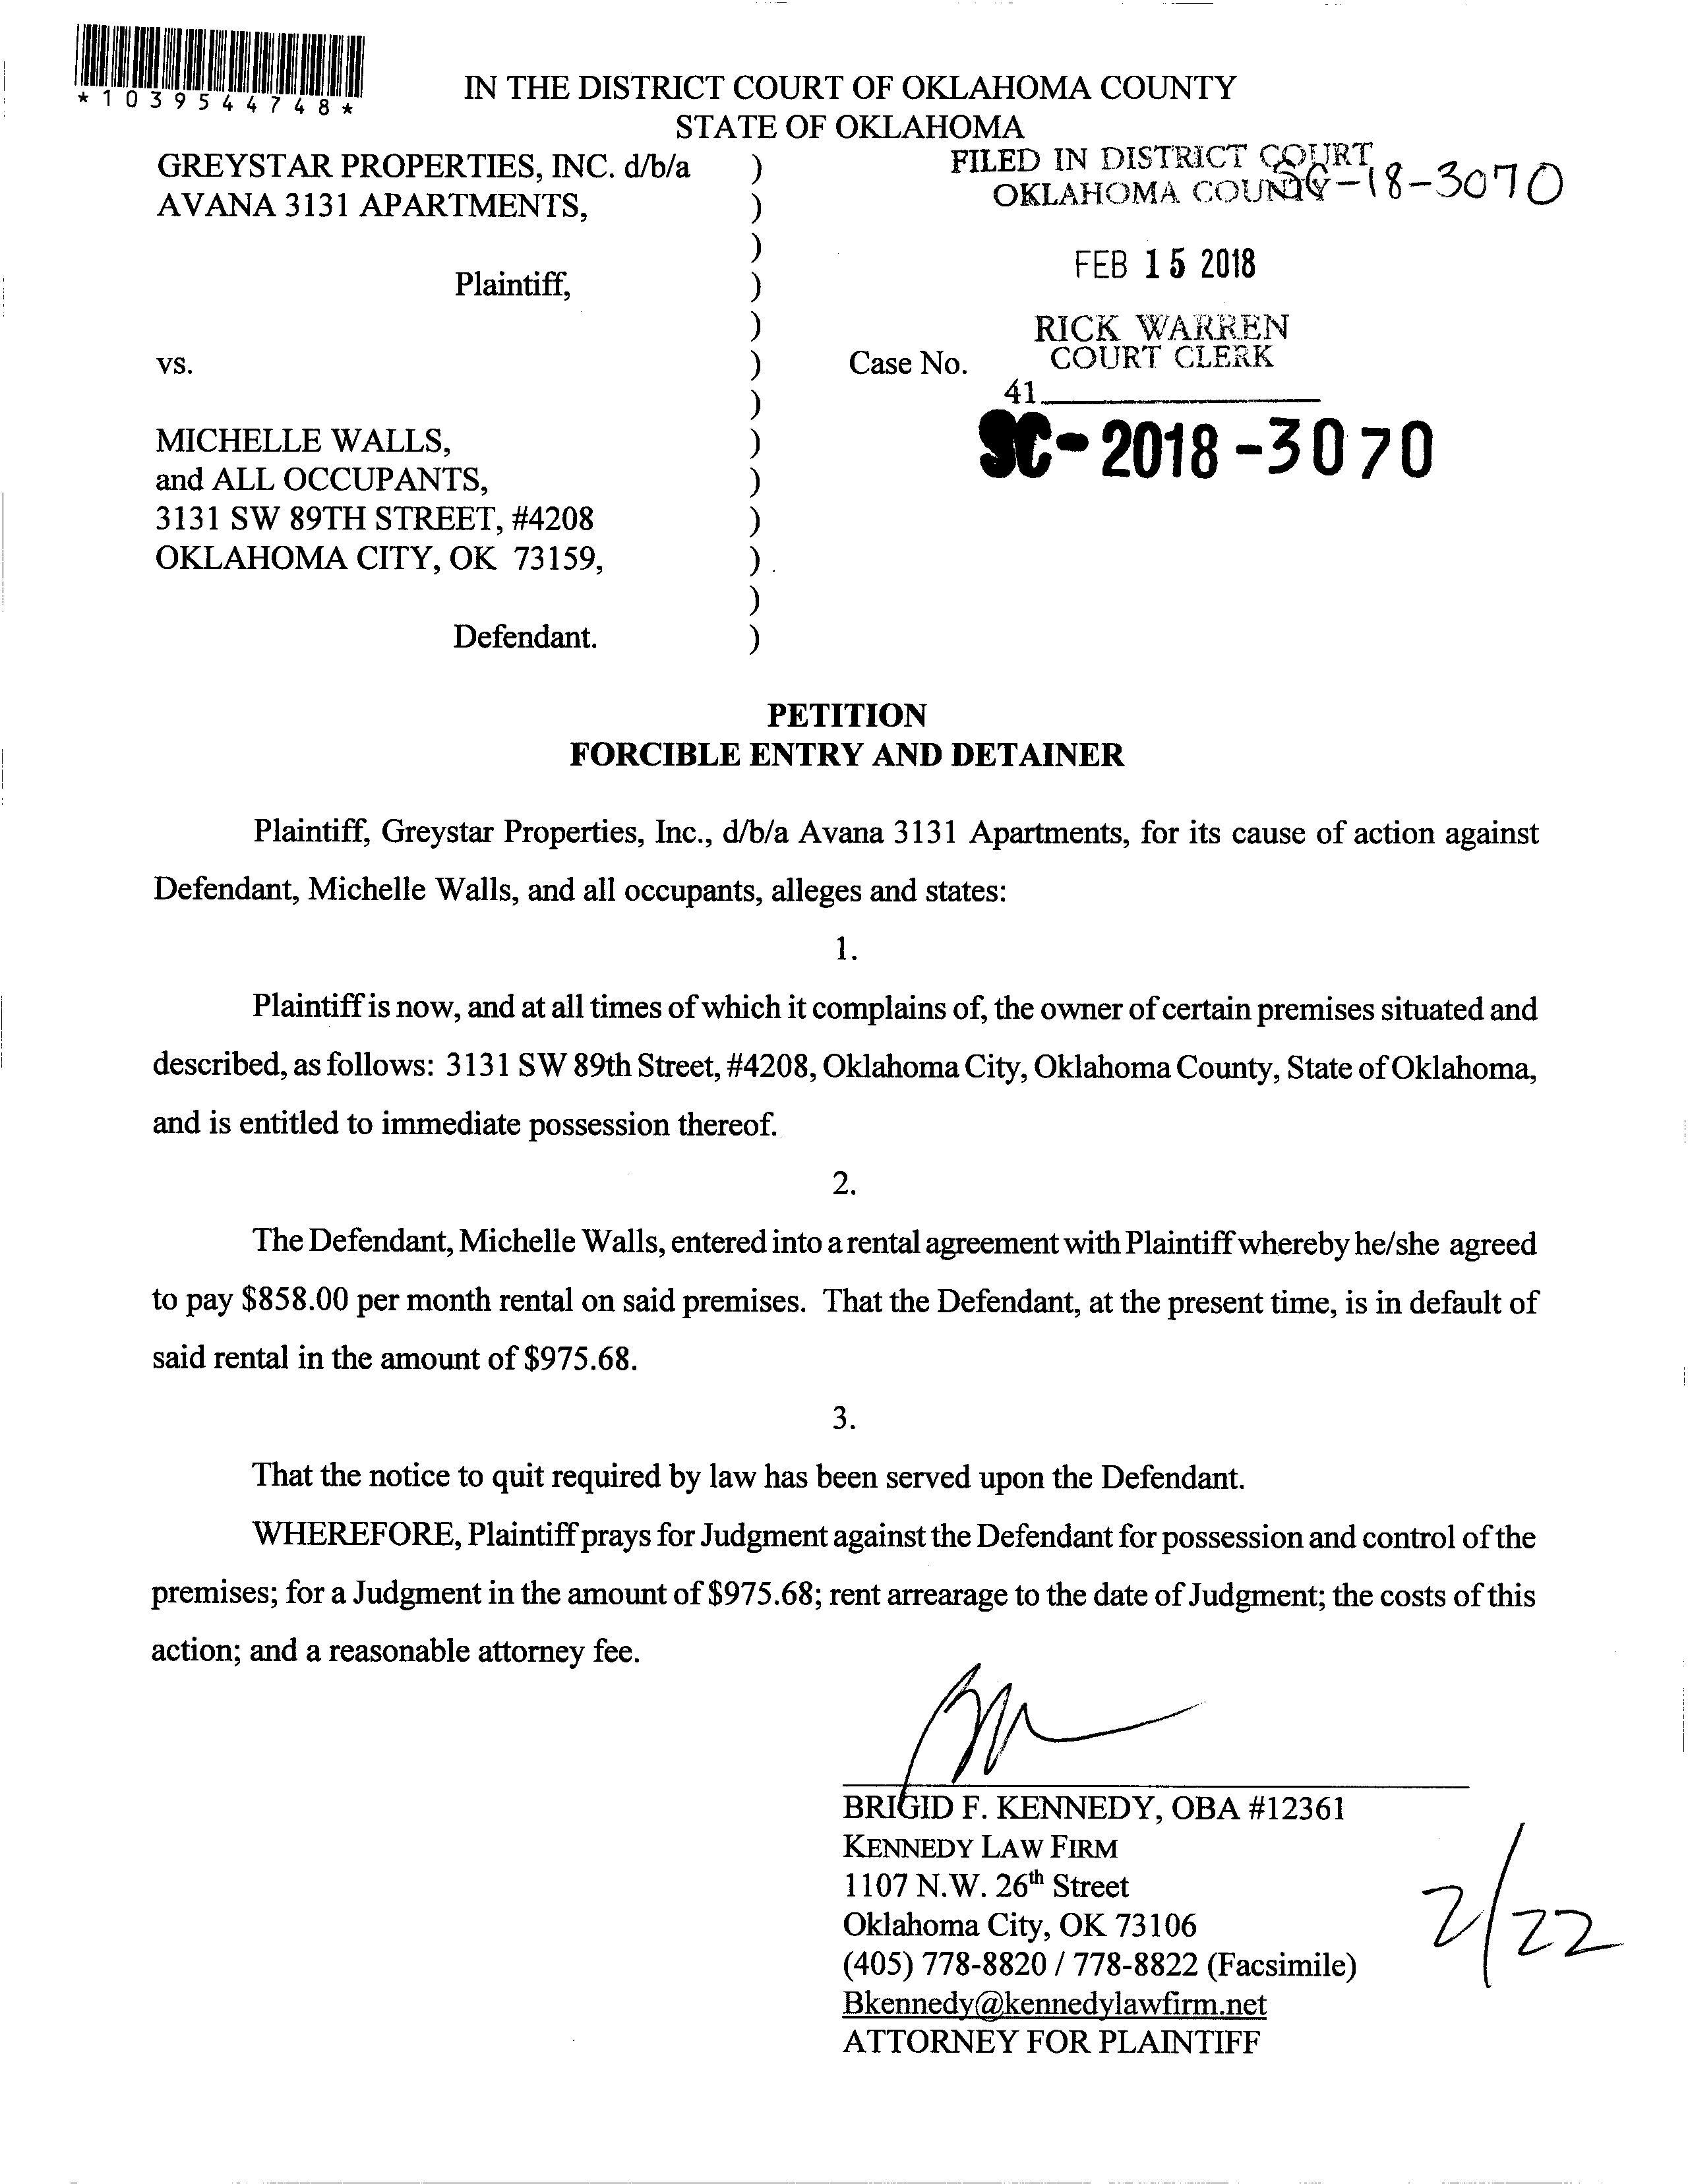 *1039544748*
IN THE DISTRICT COURT OF OKLAHOMA COUNTY
STATE OF OKLAHOMA
GREYSTAR PROPERTIES, INC. d/b/a )
AVANA 3131 APARTMENTS, )
)
Plaintiff, )
)
vs. )
)
MICHELLE WALLS, )
and ALL OCCUPANTS, )
3131 SW 89TH STREET, #4208 )
OKLAHOMA CITY, OK 73159, )
)
Defendant. )
FILED IN DISTRICT COURT
OKLAHOMA COUNTY
SC-18-3070
FEB 15 2018
RICK WARREN
COURT CLERK
Case No.
41
SC-2018-3070
PETITION
FORCIBLE ENTRY AND DETAINER
Plaintiff, Greystar Properties, Inc., d/b/a Avana 3131 Apartments, for its cause of action against
Defendant, Michelle Walls, and all occupants, alleges and states:
1.
Plaintiff is now, and at all times of which it complains of, the owner of certain premises situated and
described, as follows: 3131 SW 89th Street, #4208, Oklahoma City, Oklahoma County, State of Oklahoma,
and is entitled to immediate possession thereof.
2.
The Defendant, Michelle Walls, entered into a rental agreement with Plaintiff whereby he/she agreed
to pay $858.00 per month rental on said premises. That the Defendant, at the present time, is in default of
said rental in the amount of $975.68.
3.
That the notice to quit required by law has been served upon the Defendant.
WHEREFORE, Plaintiff prays for Judgment against the Defendant for possession and control of the
premises; for a Judgment in the amount of $975.68; rent arrearage to the date of Judgment; the costs of this
action; and a reasonable attorney fee.
BRIGID F. KENNEDY, OBA #12361
KENNEDY LAW FIRM
1107 N.W. 26th Street
Oklahoma City, OK 73106
(405) 778-8820 / 778-8822 (Facsimile)
Bkennedy@kennedylawfirm.net
ATTORNEY FOR PLAINTIFF
2/22